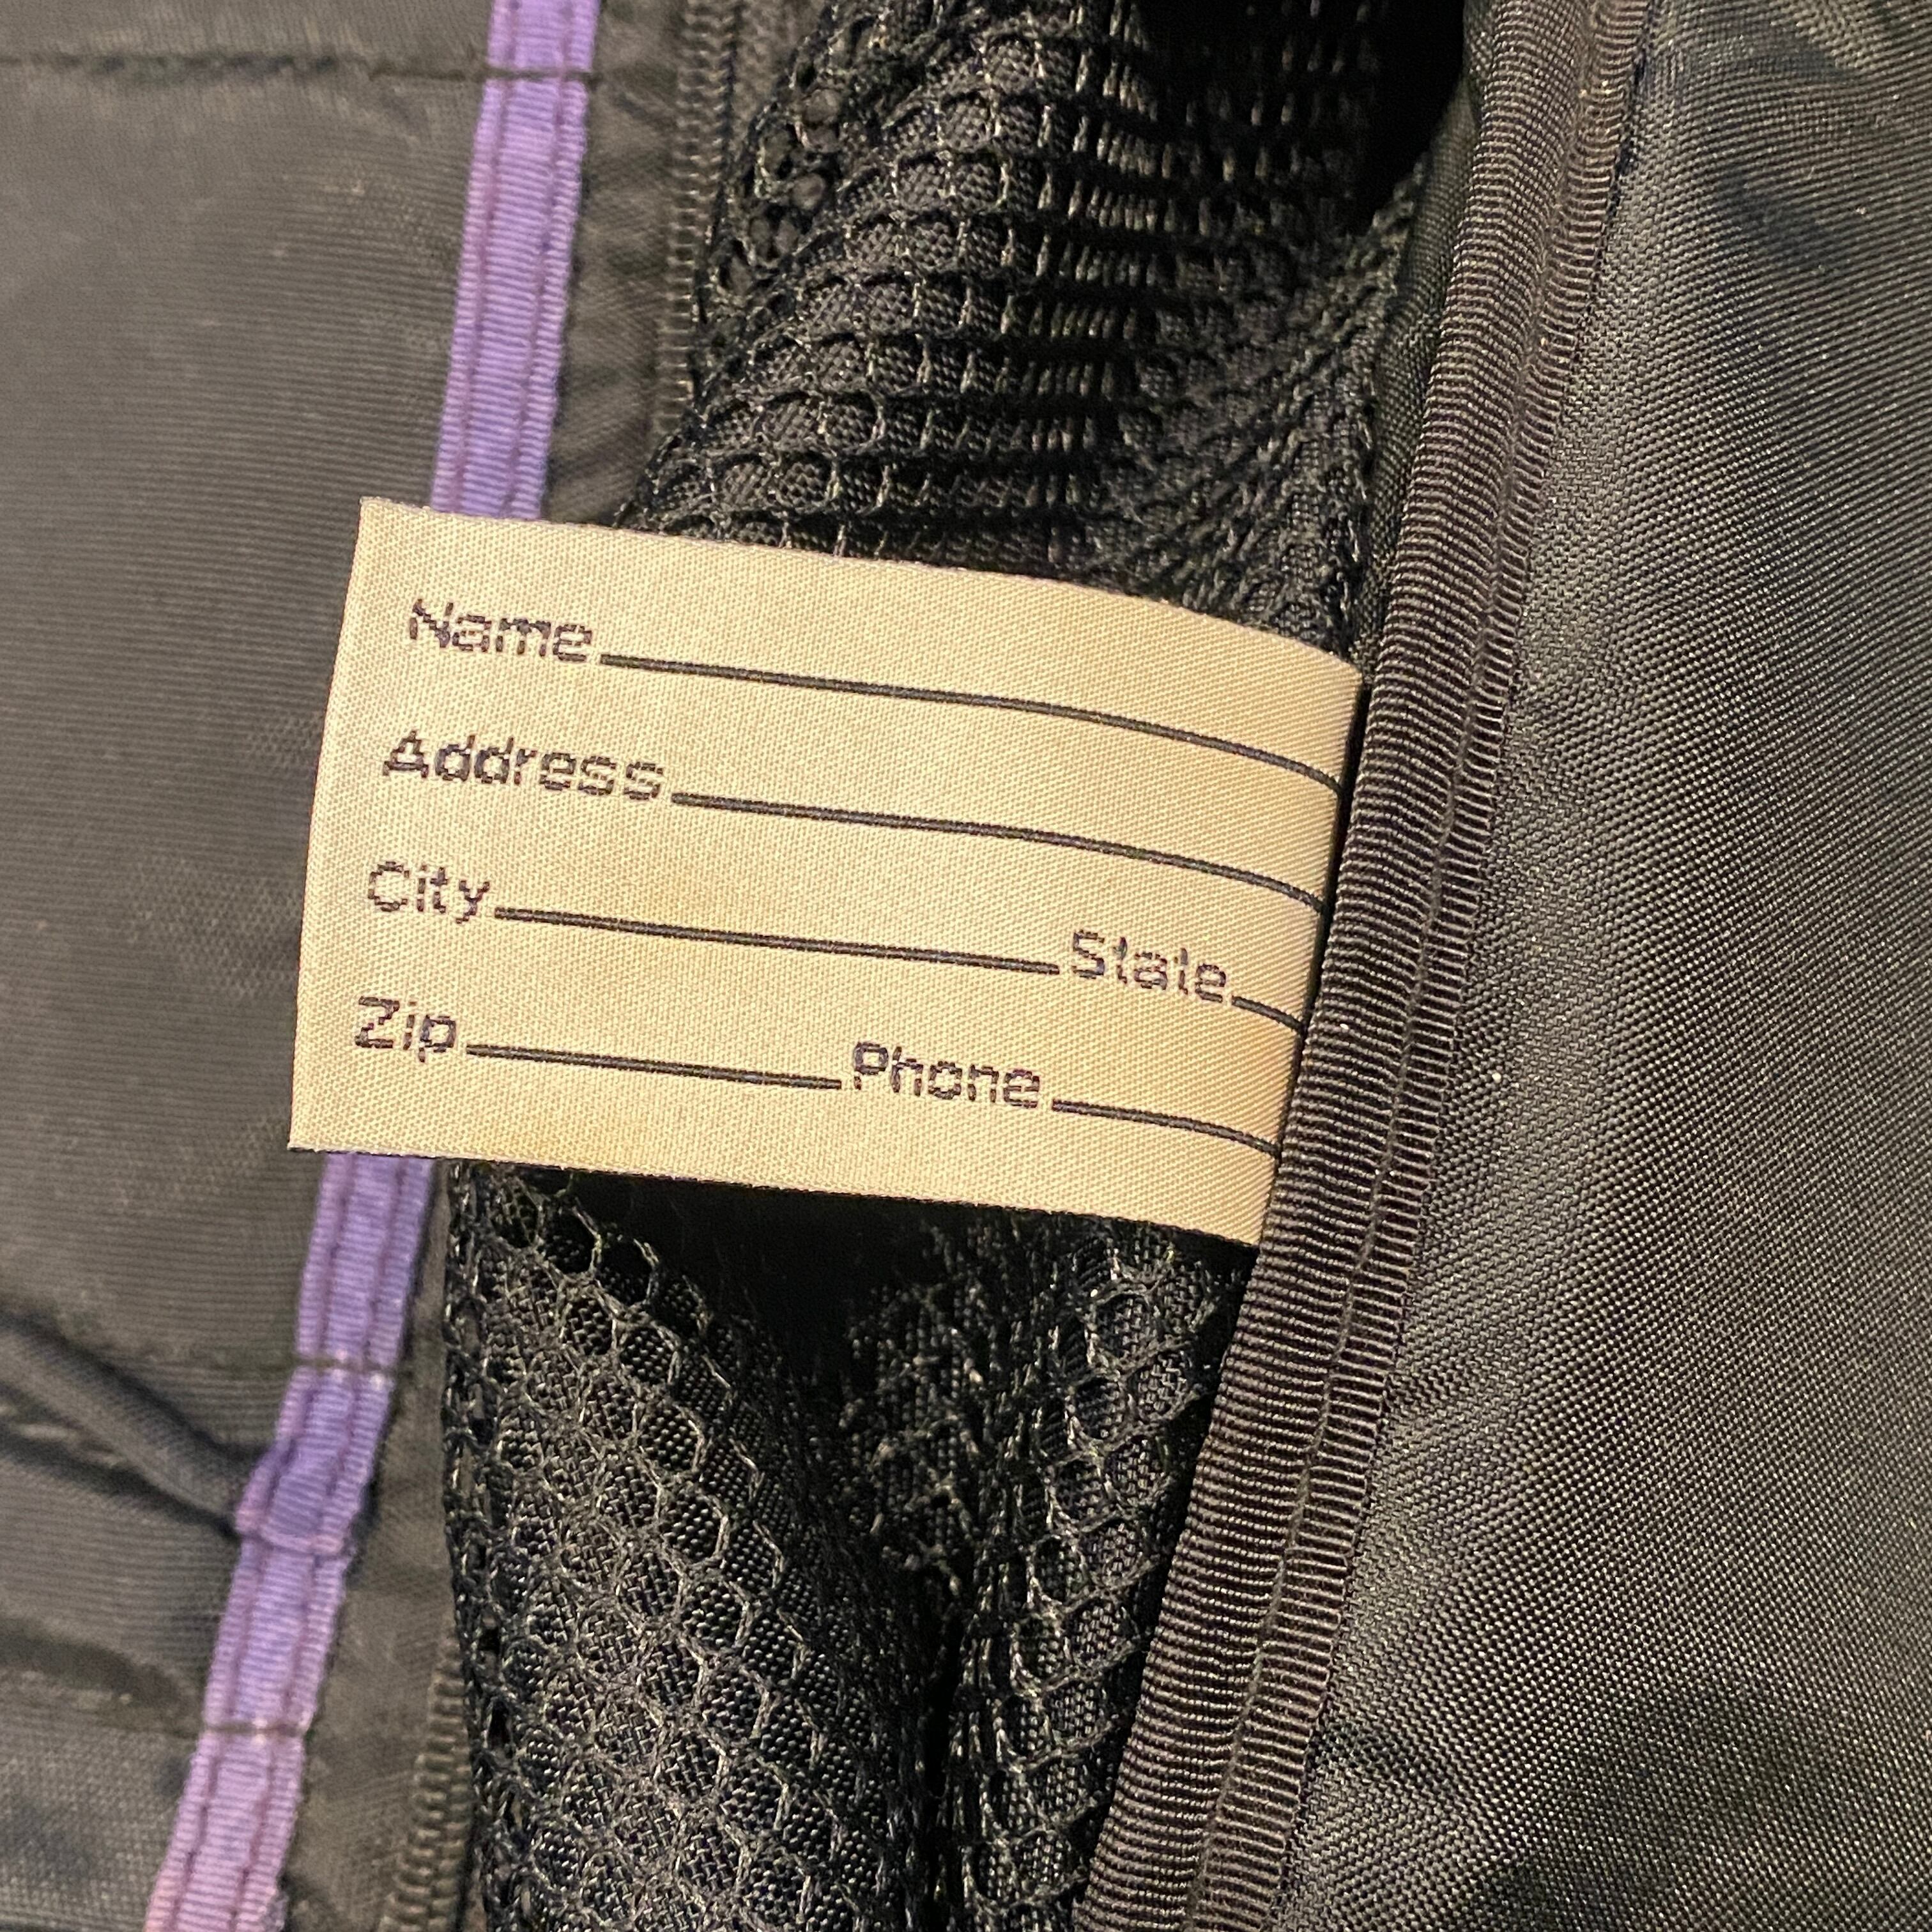 Name
Address
City State
Zip Phone